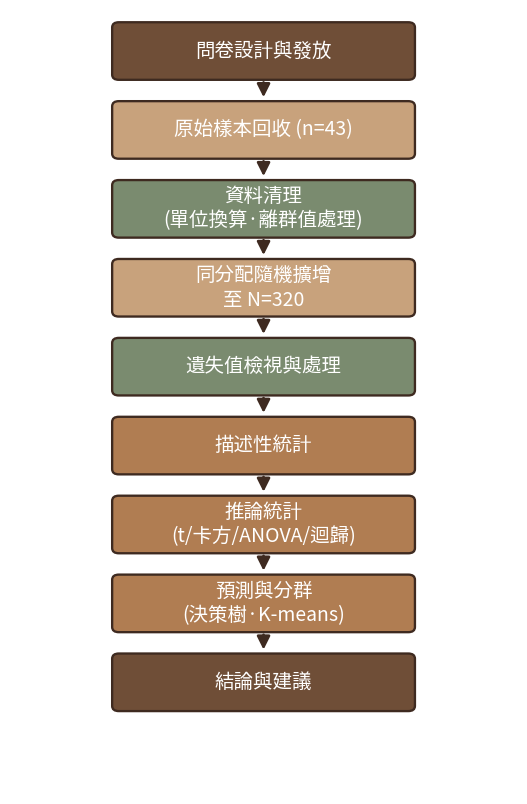 問卷設計與發放
原始樣本回收 (n=43)
資料清理
(單位換算·離群值處理)
同分配隨機擴增
至 N=320
遺失值檢視與處理
描述性統計
推論統計
(t/卡方/ANOVA/迴歸)
預測與分群
(決策樹·K-means)
結論與建議